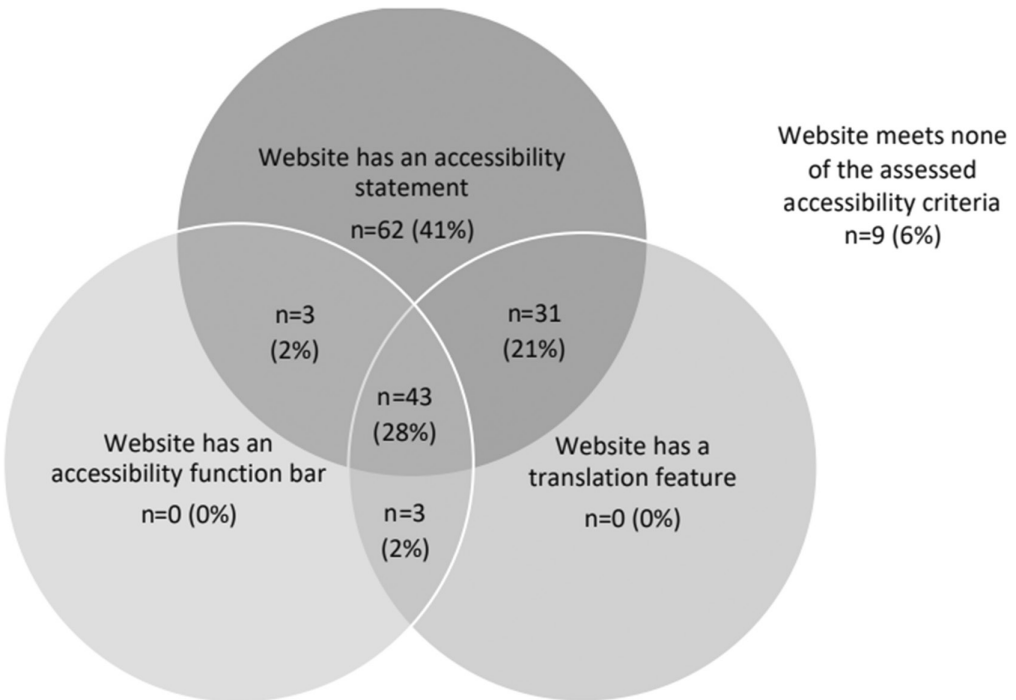 Website has an accessibility
statement
n=62 (41%)
Website meets none
of the assessed
accessibility criteria
n=9 (6%)
n=3
(2%)
n=31
(21%)
n=43
(28%)
Website has an
accessibility function bar
n=0 (0%)
Website has a
translation feature
n=0 (0%)
n=3
(2%)